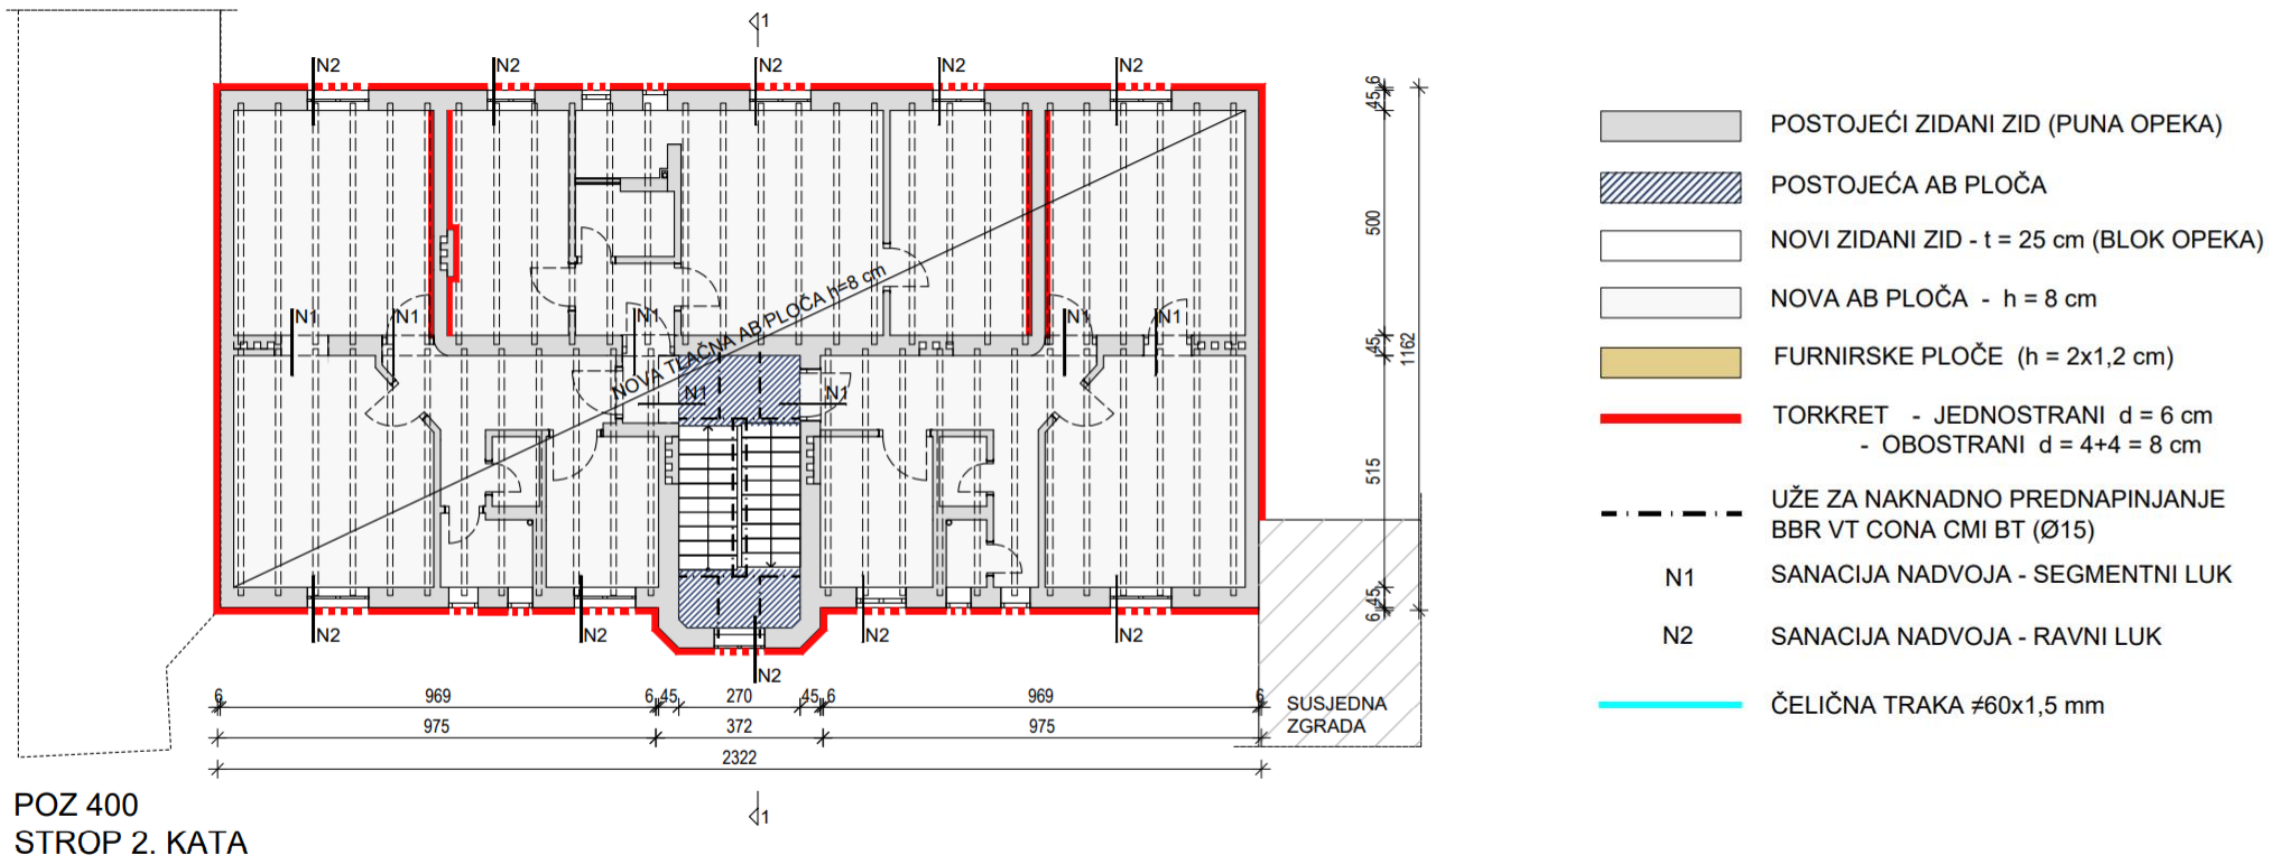 1
N2
N2
N2
N2
N2
45 6
500
45
1162
515
6 45
N1
N1
N1
N1
N1
NOVA TLAČNA AB PLOČA h=8 cm
N1
N1
N2
N2
N2
N2
N2
6
969
6 45
270
45 6
969
6
975
372
975
2322
SUSJEDNA
ZGRADA
1
POZ 400
STROP 2. KATA
POSTOJEĆI ZIDANI ZID (PUNA OPEKA)
POSTOJEĆA AB PLOČA
NOVI ZIDANI ZID - t = 25 cm (BLOK OPEKA)
NOVA AB PLOČA - h = 8 cm
FURNIRSKE PLOČE (h = 2x1,2 cm)
TORKRET - JEDNOSTRANI d = 6 cm
- OBOSTRANI d = 4+4 = 8 cm
UŽE ZA NAKNADNO PREDNAPINJANJE
BBR VT CONA CMI BT (Ø15)
N1 SANACIJA NADVOJA - SEGMENTNI LUK
N2 SANACIJA NADVOJA - RAVNI LUK
ČELIČNA TRAKA ≠60x1,5 mm